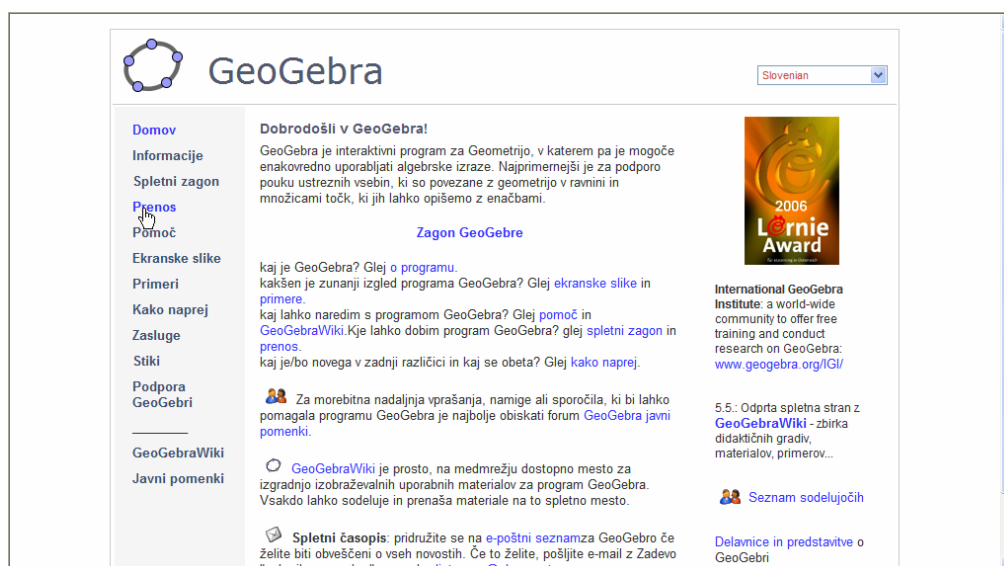 GeoGebra
Slovenian
Domov
Informacije
Spletni zagon
Prenos
Pomoč
Ekranske slike
Primeri
Kako naprej
Zasluge
Stiki
Podpora
GeoGebri
GeoGebraWiki
Javni pomenki
Dobrodošli v GeoGebra!
GeoGebra je interaktivni program za Geometrijo, v katerem pa je mogoče
enakovredno uporabljati algebrske izraze. Najprimernejši je za podporo
pouku ustreznih vsebin, ki so povezane z geometrijo v ravnini in
množicami točk, ki jih lahko opišemo z enačbami.
Zagon GeoGebre
kaj je GeoGebra? Glej o programu.
kakšen je zunanji izgled programa GeoGebra? Glej ekranske slike in
primere.
kaj lahko naredim s programom GeoGebra? Glej pomoč in
GeoGebraWiki.Kje lahko dobim program GeoGebra? glej spletni zagon in
prenos.
kaj je/bo novega v zadnji različici in kaj se obeta? Glej kako naprej.
Za morebitna nadaljnja vprašanja, namige ali sporočila, ki bi lahko
pomagala programu GeoGebra je najbolje obiskati forum GeoGebra javni
pomenki.
GeoGebraWiki je prosto, na medmrežju dostopno mesto za
izgradnjo izobraževalnih uporabnih materialov za program GeoGebra.
Vsakdo lahko sodeluje in prenaša materiale na to spletno mesto.
Spletni časopis: pridružite se na e-poštni seznamza GeoGebro če
želite biti obveščeni o vseh novostih. Če to želite, pošljite e-mail z Zadevo
2006
Lernie
Award
International GeoGebra
Institute: a world-wide
community to offer free
training and conduct
research on GeoGebra:
www.geogebra.org/IGI/
5.5.: Odprta spletna stran z
GeoGebraWiki - zbirka
didaktičnih gradiv,
materialov, primerov...
Seznam sodelujočih
Delavnice in predstavitve o
GeoGebri